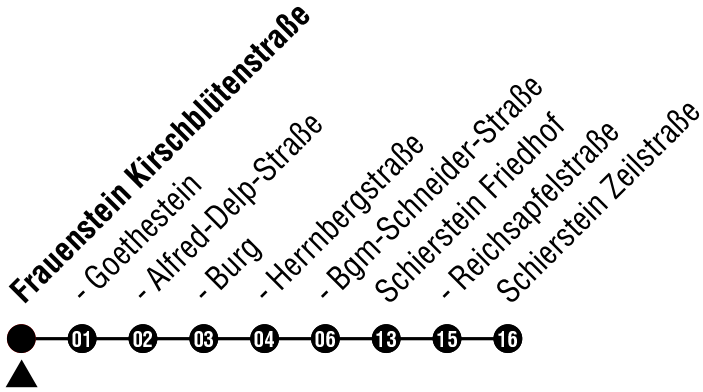 Frauenstein Kirschblütenstraße
- Goethestein
- Alfred-Delp-Straße
- Burg
- Herrnbergstraße
- Bgm-Schneider-Straße
Schierstein Friedhof
- Reichsapfelstraße
Schierstein Zeilstraße
01 02 03 04 06 13 15 16